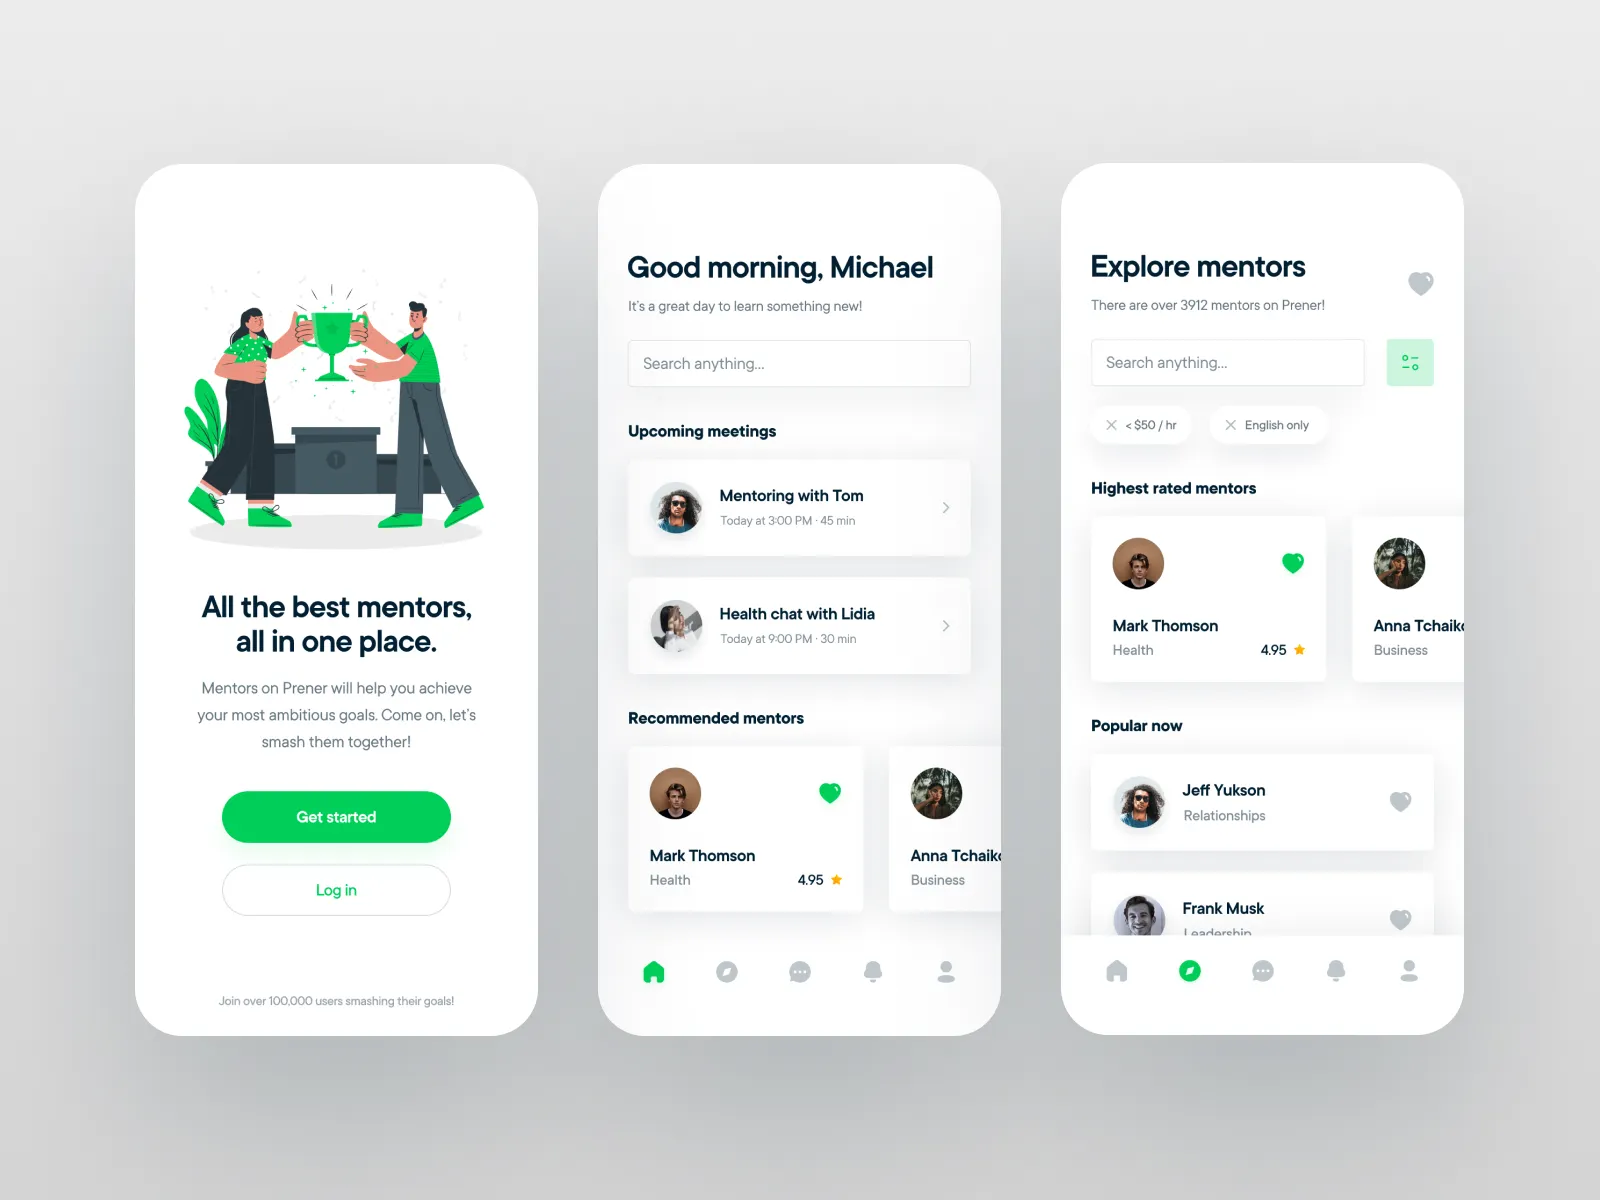 All the best mentors,
all in one place.
Mentors on Prener will help you achieve
your most ambitious goals. Come on, let's
smash them together!
Get started
Log in
Join over 100,000 users smashing their goals!
Good morning, Michael
It's a great day to learn something new!
Search anything...
Upcoming meetings
Mentoring with Tom
Today at 3:00 PM · 45 min
Health chat with Lidia
Today at 9:00 PM · 30 min
Recommended mentors
Mark Thomson
Health
4.95
Anna Tchaiko
Business
Explore mentors
There are over 3912 mentors on Prener!
Search anything...
< $50 / hr
English only
Highest rated mentors
Mark Thomson
Health
4.95
Anna Tchaiko
Business
Popular now
Jeff Yukson
Relationships
Frank Musk
Leadership